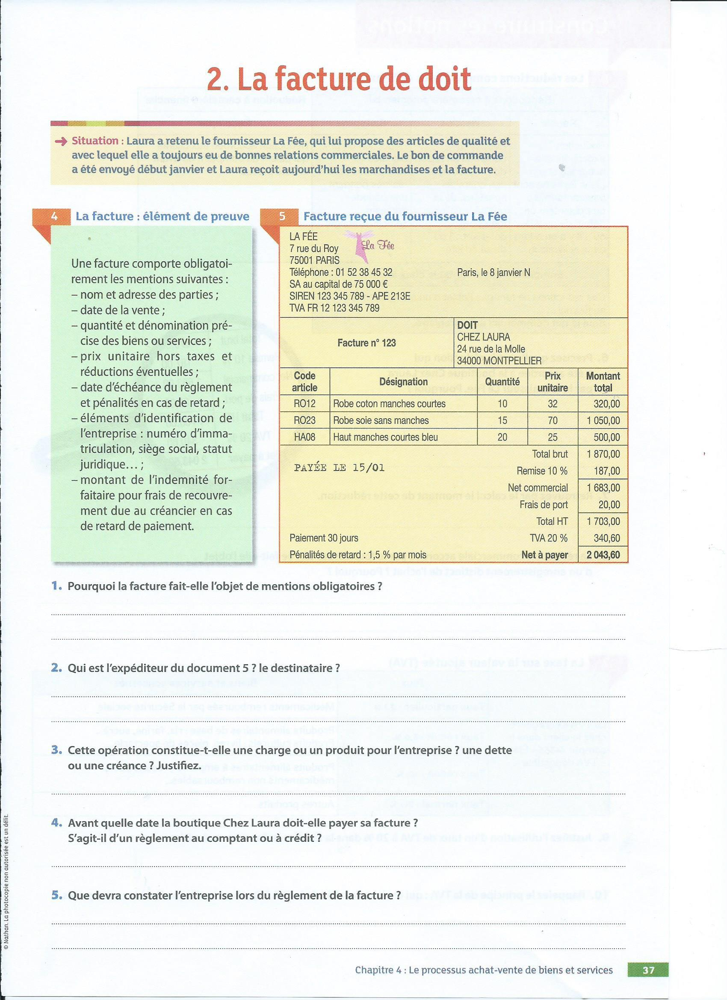 2. La facture de doit
→ Situation : Laura a retenu le fournisseur La Fée, qui lui propose des articles de qualité et
avec lequel elle a toujours eu de bonnes relations commerciales. Le bon de commande
a été envoyé début janvier et Laura reçoit aujourd'hui les marchandises et la facture.
4 La facture : élément de preuve
Une facture comporte obligatoi-
rement les mentions suivantes :
– nom et adresse des parties ;
– date de la vente ;
– quantité et dénomination pré-
cise des biens ou services ;
– prix unitaire hors taxes et
réductions éventuelles ;
– date d'échéance du règlement
et pénalités en cas de retard ;
– éléments d'identification de
l'entreprise : numéro d'imma-
triculation, siège social, statut
juridique... ;
– montant de l'indemnité for-
faitaire pour frais de recouvre-
ment due au créancier en cas
de retard de paiement.
5 Facture reçue du fournisseur La Fée
LA FÉE
La Fée
7 rue du Roy
75001 PARIS
Téléphone : 01 52 38 45 32
Paris, le 8 janvier N
SA au capital de 75 000 €
SIREN 123 345 789 - APE 213E
TVA FR 12 123 345 789
Facture n° 123
DOIT
CHEZ LAURA
24 rue de la Molle
34000 MONTPELLIER
Code article Désignation Quantité Prix unitaire Montant total
RO12 Robe coton manches courtes 10 32 320,00
RO23 Robe soie sans manches 15 70 1 050,00
HA08 Haut manches courtes bleu 20 25 500,00
Total brut 1 870,00
PAYÉE LE 15/01
Remise 10 % 187,00
Net commercial 1 683,00
Frais de port 20,00
Total HT 1 703,00
Paiement 30 jours TVA 20 % 340,60
Pénalités de retard : 1,5 % par mois Net à payer 2 043,60
1. Pourquoi la facture fait-elle l'objet de mentions obligatoires ?
2. Qui est l'expéditeur du document 5 ? le destinataire ?
3. Cette opération constitue-t-elle une charge ou un produit pour l'entreprise ? une dette
ou une créance ? Justifiez.
4. Avant quelle date la boutique Chez Laura doit-elle payer sa facture ?
S'agit-il d'un règlement au comptant ou à crédit ?
5. Que devra constater l'entreprise lors du règlement de la facture ?
© Nathan. La photocopie non autorisée est un délit.
Chapitre 4 : Le processus achat-vente de biens et services 37